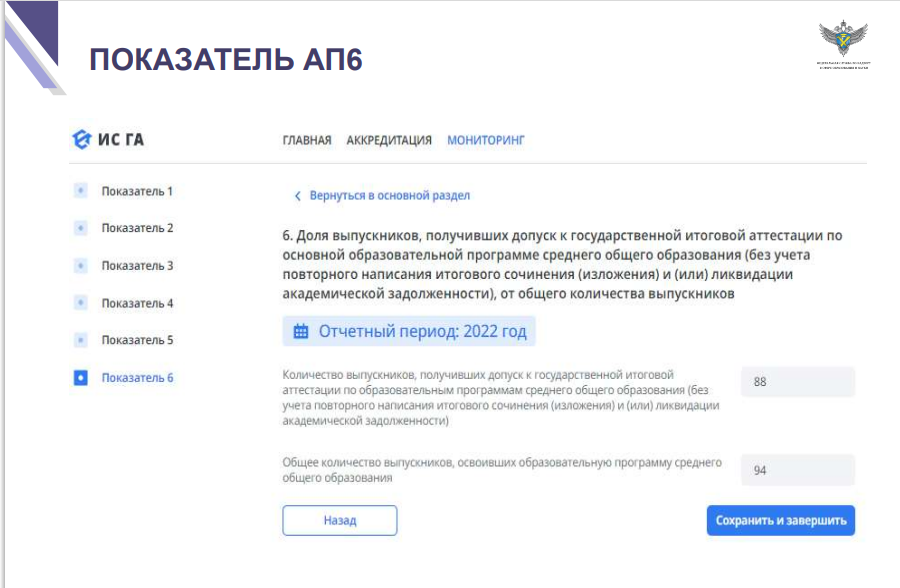 ПОКАЗАТЕЛЬ АП6
ИС ГА
ГЛАВНАЯ АККРЕДИТАЦИЯ МОНИТОРИНГ
Показатель 1
Показатель 2
Показатель 3
Показатель 4
Показатель 5
Показатель 6
Вернуться в основной раздел
6. Доля выпускников, получивших допуск к государственной итоговой аттестации по
основной образовательной программе среднего общего образования (без учета
повторного написания итогового сочинения (изложения) и (или) ликвидации
академической задолженности), от общего количества выпускников
Отчетный период: 2022 год
Количество выпускников, получивших допуск к государственной итоговой
аттестации по образовательным программам среднего общего образования (без
учета повторного написания итогового сочинения (изложения) и (или) ликвидации
академической задолженности)
88
Общее количество выпускников, освоивших образовательную программу среднего
общего образования
94
Назад
Сохранить и завершить